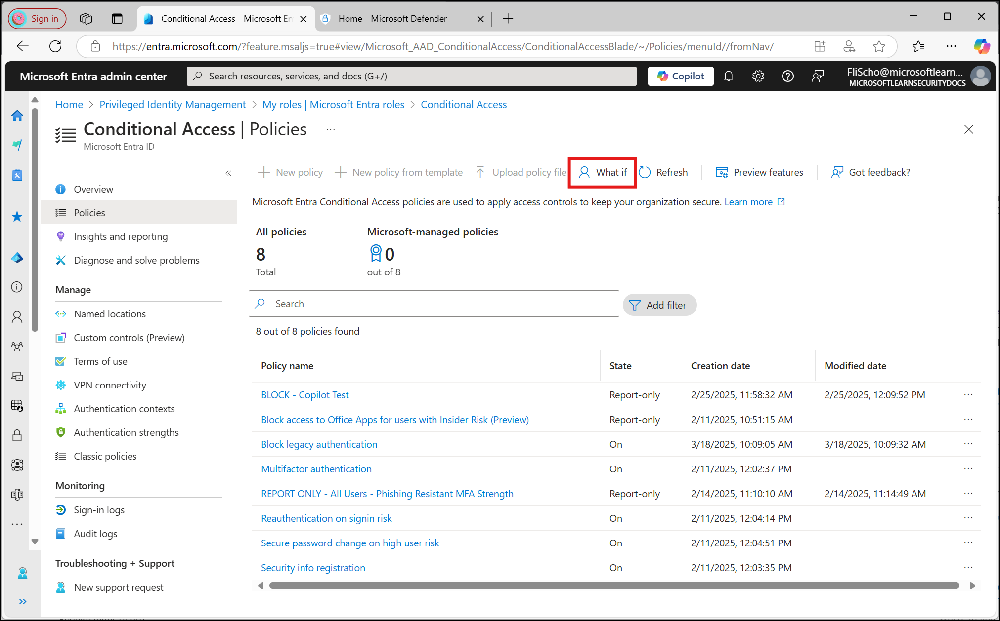 Sign in
Conditional Access - Microsoft En
Home - Microsoft Defender
https://entra.microsoft.com/?feature.msaljs=true#view/Microsoft_AAD_ConditionalAccess/ConditionalAccessBlade/~/Policies/menuId//fromNav/
Microsoft Entra admin center
Search resources, services, and docs (G+/)
Copilot
FliScho@microsoftlearn...
MICROSOFTLEARNSECURITYDOCS
Home > Privileged Identity Management > My roles | Microsoft Entra roles > Conditional Access
Conditional Access | Policies ...
Microsoft Entra ID
New policy
New policy from template
Upload policy file
What if
Refresh
Preview features
Got feedback?
Overview
Policies
Insights and reporting
Diagnose and solve problems
Manage
Named locations
Custom controls (Preview)
Terms of use
VPN connectivity
Authentication contexts
Authentication strengths
Classic policies
Monitoring
Sign-in logs
Audit logs
Troubleshooting + Support
New support request
Microsoft Entra Conditional Access policies are used to apply access controls to keep your organization secure. Learn more
All policies
8
Total
Microsoft-managed policies
0
out of 8
Search
Add filter
8 out of 8 policies found
Policy name State Creation date Modified date
BLOCK - Copilot Test Report-only 2/25/2025, 11:58:32 AM 2/25/2025, 12:09:52 PM ...
Block access to Office Apps for users with Insider Risk (Preview) Report-only 2/11/2025, 10:51:15 AM ...
Block legacy authentication On 3/18/2025, 10:09:05 AM 3/18/2025, 10:09:32 AM ...
Multifactor authentication On 2/11/2025, 12:02:37 PM ...
REPORT ONLY - All Users - Phishing Resistant MFA Strength Report-only 2/14/2025, 11:10:10 AM 2/14/2025, 11:14:49 AM ...
Reauthentication on signin risk On 2/11/2025, 12:04:14 PM ...
Secure password change on high user risk On 2/11/2025, 12:04:51 PM ...
Security info registration On 2/11/2025, 12:03:35 PM ...